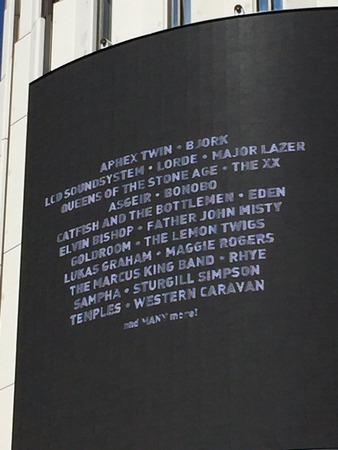 APHEX TWIN • BJORK
LCD SOUNDSYSTEM • LORDE • MAJOR LAZER
QUEENS OF THE STONE AGE • THE XX
ASGEIR • BONOBO
CATFISH AND THE BOTTLEMEN • EDEN
ELVIN BISHOP • FATHER JOHN MISTY
GOLDROOM • THE LEMON TWIGS
LUKAS GRAHAM • MAGGIE ROGERS
THE MARCUS KING BAND • RHYE
SAMPHA • STURGILL SIMPSON
TEMPLES • WESTERN CARAVAN
and MANY more!